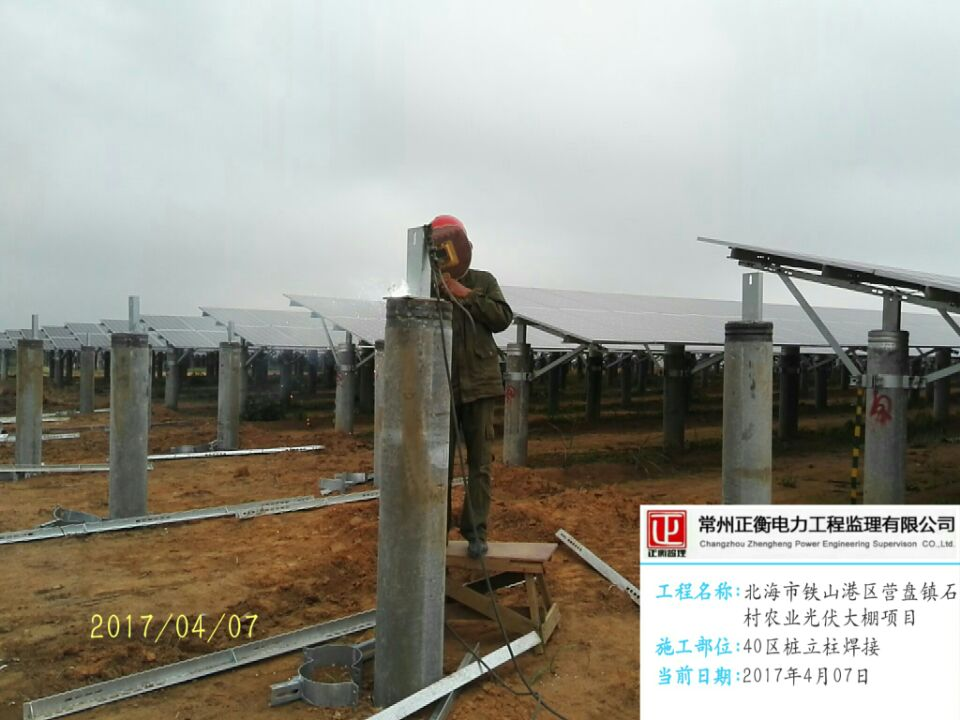 2017/04/07
常州正衡电力工程监理有限公司
Changzhou Zhengheng Power Engineering Supervision CO.,Ltd.
正衡监理
工程名称:北海市铁山港区营盘镇石
村农业光伏大棚项目
施工部位:40区桩立柱焊接
当前日期:2017年4月07日